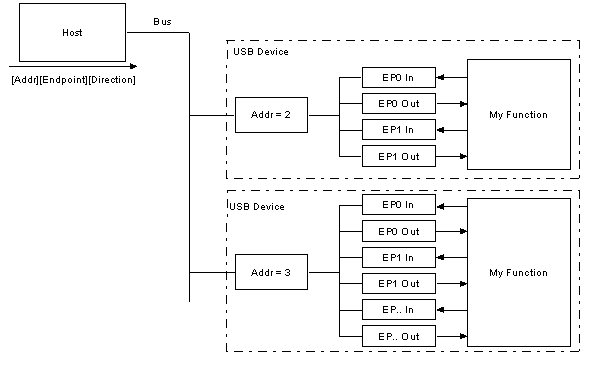 Host
Bus
[Addr][Endpoint][Direction]
USB Device
Addr = 2
EP0 In
EP0 Out
EP1 In
EP1 Out
My Function
USB Device
Addr = 3
EP0 In
EP0 Out
EP1 In
EP1 Out
EP.. In
EP.. Out
My Function